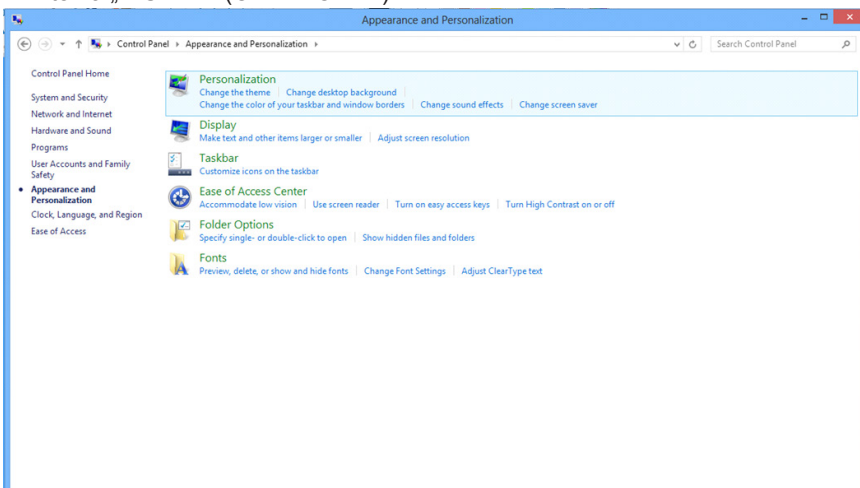 Appearance and Personalization
Control Panel Appearance and Personalization
Search Control Panel
Control Panel Home
System and Security
Network and Internet
Hardware and Sound
Programs
User Accounts and Family
Safety
Appearance and
Personalization
Clock, Language, and Region
Ease of Access
Personalization
Change the theme Change desktop background
Change the color of your taskbar and window borders Change sound effects Change screen saver
Display
Make text and other items larger or smaller Adjust screen resolution
Taskbar
Customize icons on the taskbar
Ease of Access Center
Accommodate low vision Use screen reader Turn on easy access keys Turn High Contrast on or off
Folder Options
Specify single- or double-click to open Show hidden files and folders
Fonts
Preview, delete, or show and hide fonts Change Font Settings Adjust ClearType text